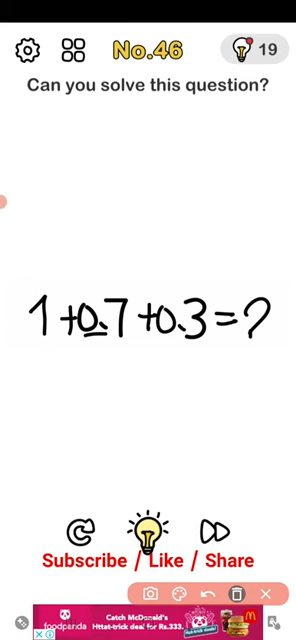 No.46
19
Can you solve this question?
1 + 0.7 + 0.3 = ?
Subscribe / Like / Share
foodpanda
Catch McDonald's
Httat-trick deal for Rs.333.